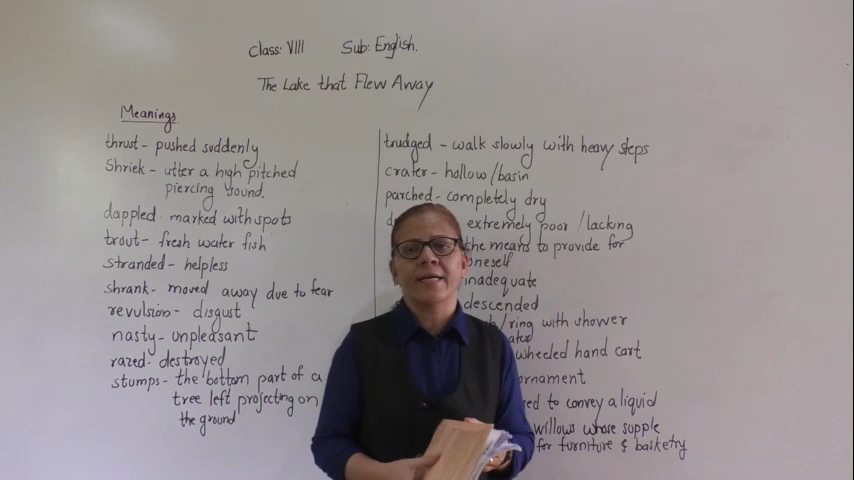 Class: VIII Sub: English.
The Lake that Flew Away
Meanings
thrust - pushed suddenly
Shriek - utter a high pitched
piercing sound.
dappled - marked with spots
trout - fresh water fish
stranded - helpless
shrank - moved away due to fear
revulsion - disgust
nasty - unpleasant
razed - destroyed
stumps - the bottom part of a
tree left projecting on
the ground
trudged - walk slowly with heavy steps
crater - hollow/basin
parched - completely dry
extremely poor / lacking
the means to provide for
oneself
inadequate
descended
/ring with shower
wheeled hand cart
ornament
to convey a liquid
willows whose supple
for furniture & basketry